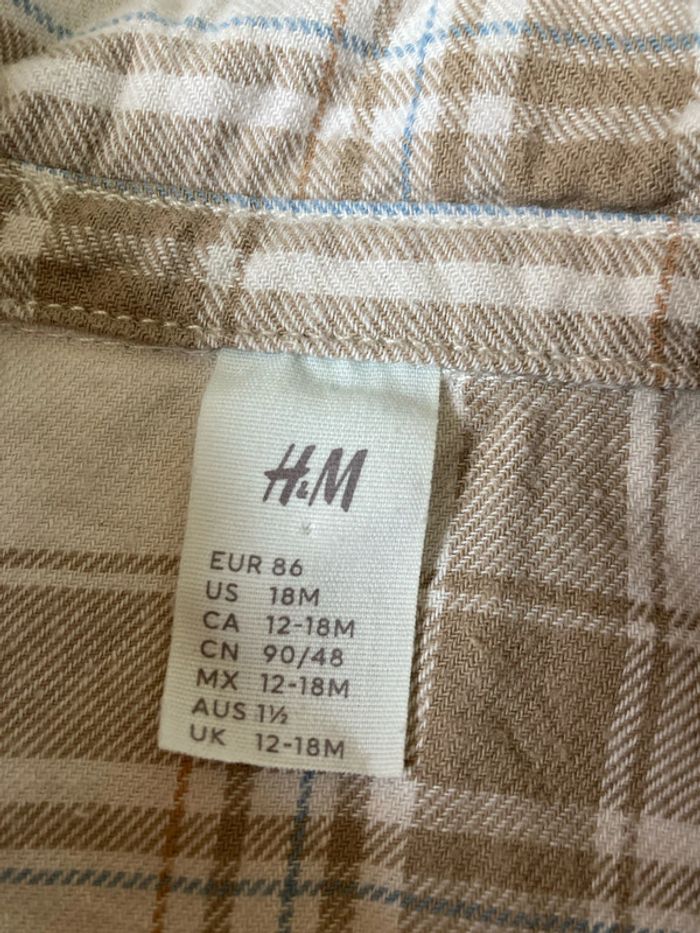 H&M
EUR 86
US 18M
CA 12-18M
CN 90/48
MX 12-18M
AUS 1½
UK 12-18M